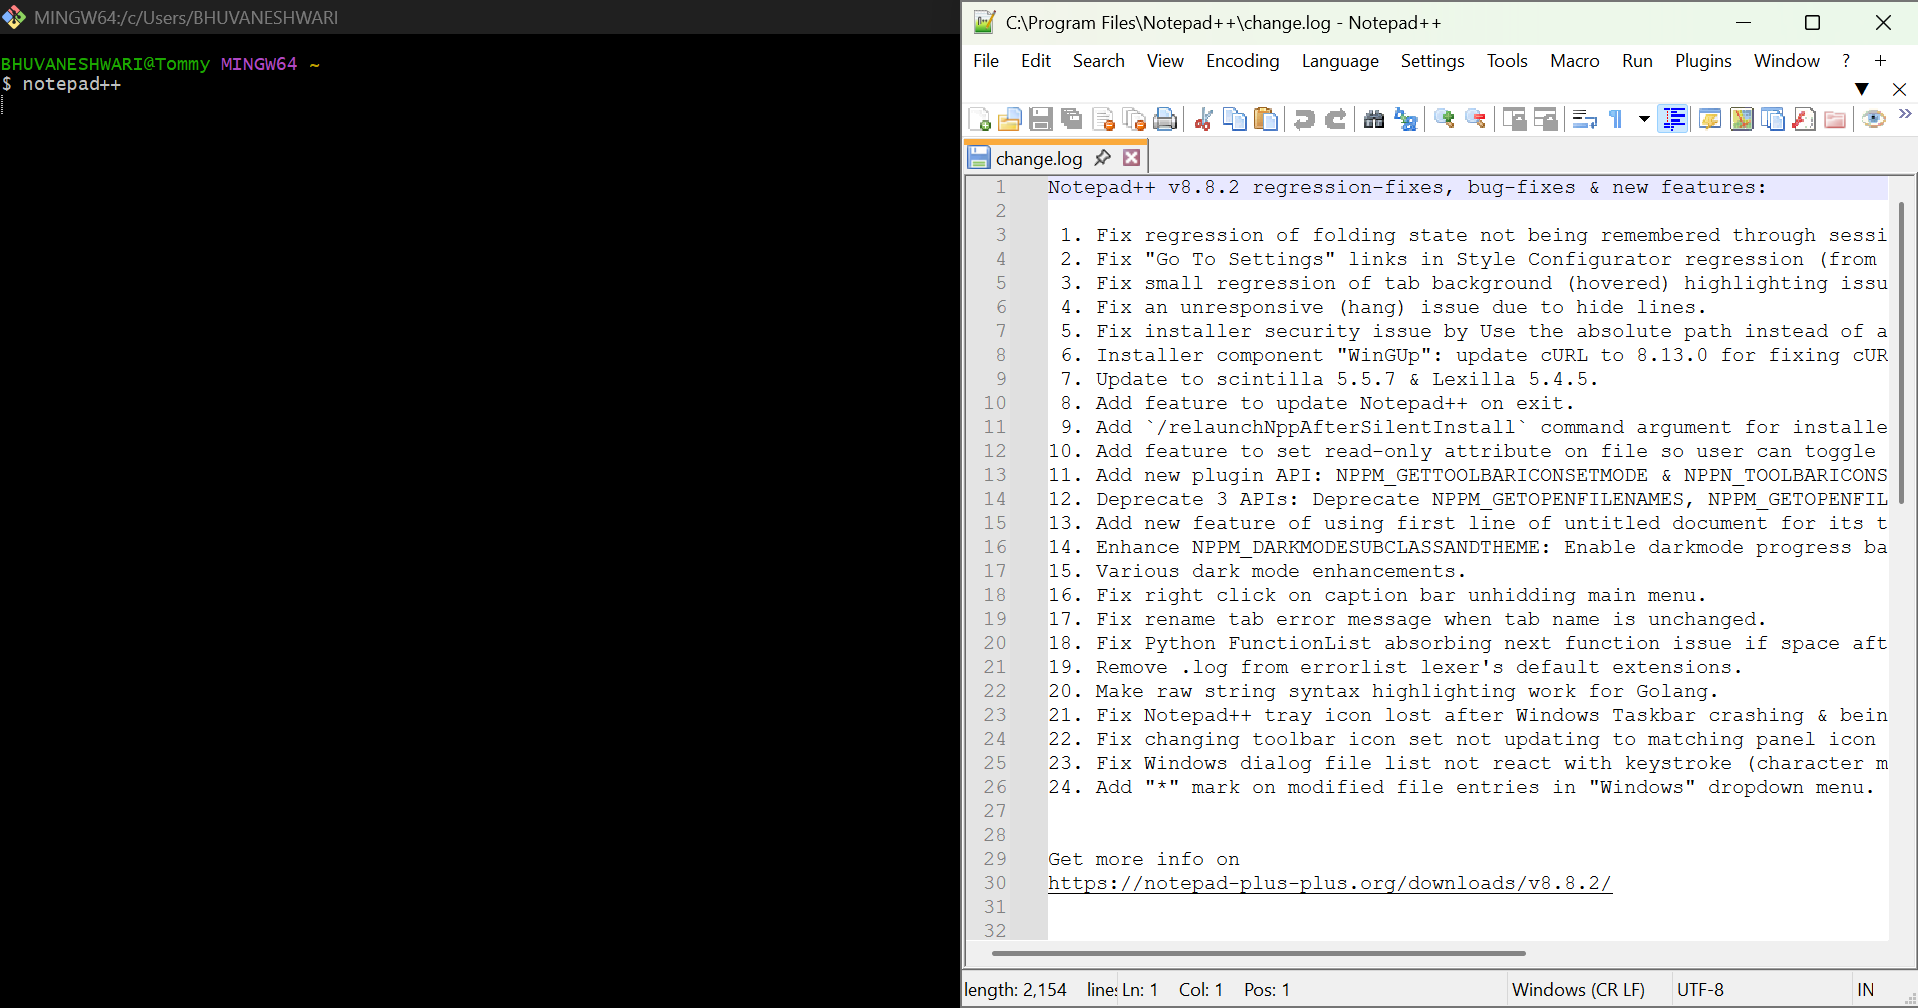 MINGW64:/c/Users/BHUVANESHWARI
BHUVANESHWARI@Tommy MINGW64 ~
$ notepad++
C:\Program Files\Notepad++\change.log - Notepad++
File Edit Search View Encoding Language Settings Tools Macro Run Plugins Window ? +
change.log
1 Notepad++ v8.8.2 regression-fixes, bug-fixes & new features:
2
3 1. Fix regression of folding state not being remembered through sessi
4 2. Fix "Go To Settings" links in Style Configurator regression (from
5 3. Fix small regression of tab background (hovered) highlighting issu
6 4. Fix an unresponsive (hang) issue due to hide lines.
7 5. Fix installer security issue by Use the absolute path instead of a
8 6. Installer component "WinGUp": update cURL to 8.13.0 for fixing cUR
9 7. Update to scintilla 5.5.7 & Lexilla 5.4.5.
10 8. Add feature to update Notepad++ on exit.
11 9. Add `/relaunchNppAfterSilentInstall` command argument for installe
12 10. Add feature to set read-only attribute on file so user can toggle
13 11. Add new plugin API: NPPM_GETTOOLBARICONSETMODE & NPPN_TOOLBARICONS
14 12. Deprecate 3 APIs: Deprecate NPPM_GETOPENFILENAMES, NPPM_GETOPENFIL
15 13. Add new feature of using first line of untitled document for its t
16 14. Enhance NPPM_DARKMODESUBCLASSANDTHEME: Enable darkmode progress ba
17 15. Various dark mode enhancements.
18 16. Fix right click on caption bar unhidding main menu.
19 17. Fix rename tab error message when tab name is unchanged.
20 18. Fix Python FunctionList absorbing next function issue if space aft
21 19. Remove .log from errorlist lexer's default extensions.
22 20. Make raw string syntax highlighting work for Golang.
23 21. Fix Notepad++ tray icon lost after Windows Taskbar crashing & bein
24 22. Fix changing toolbar icon set not updating to matching panel icon
25 23. Fix Windows dialog file list not react with keystroke (character m
26 24. Add "*" mark on modified file entries in "Windows" dropdown menu.
27
28
29 Get more info on
30 https://notepad-plus-plus.org/downloads/v8.8.2/
31
32
length: 2,154 lines Ln: 1 Col: 1 Pos: 1 Windows (CR LF) UTF-8 IN